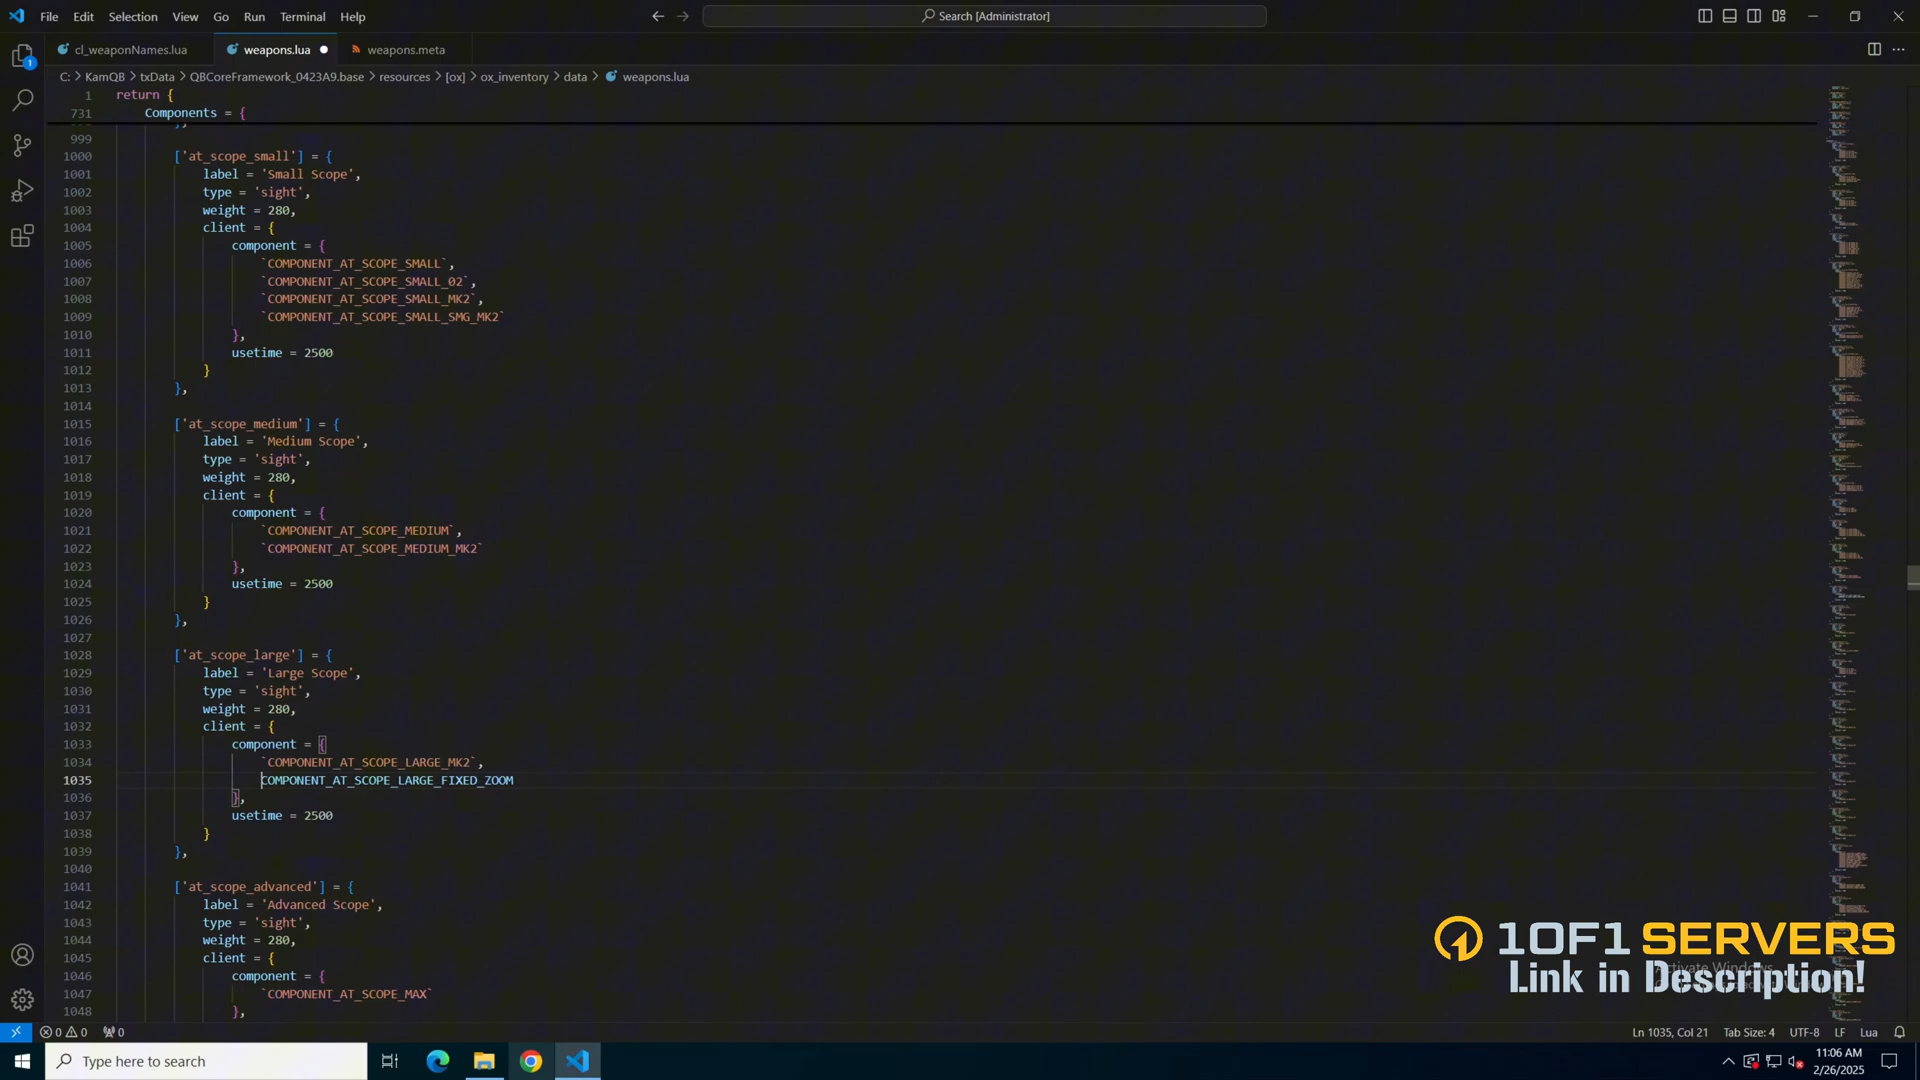 File Edit Selection View Go Run Terminal Help
Search [Administrator]
cl_weaponNames.lua
weapons.lua
weapons.meta
C: > KamQB > txData > QBCoreFramework_0423A9.base > resources > [ox] > ox_inventory > data > weapons.lua
1 return {
731 Components = {
999
1000 ['at_scope_small'] = {
1001 label = 'Small Scope',
1002 type = 'sight',
1003 weight = 280,
1004 client = {
1005 component = {
1006 `COMPONENT_AT_SCOPE_SMALL`,
1007 `COMPONENT_AT_SCOPE_SMALL_02`,
1008 `COMPONENT_AT_SCOPE_SMALL_MK2`,
1009 `COMPONENT_AT_SCOPE_SMALL_SMG_MK2`
1010 },
1011 usetime = 2500
1012 }
1013 },
1014
1015 ['at_scope_medium'] = {
1016 label = 'Medium Scope',
1017 type = 'sight',
1018 weight = 280,
1019 client = {
1020 component = {
1021 `COMPONENT_AT_SCOPE_MEDIUM`,
1022 `COMPONENT_AT_SCOPE_MEDIUM_MK2`
1023 },
1024 usetime = 2500
1025 }
1026 },
1027
1028 ['at_scope_large'] = {
1029 label = 'Large Scope',
1030 type = 'sight',
1031 weight = 280,
1032 client = {
1033 component = {
1034 `COMPONENT_AT_SCOPE_LARGE_MK2`,
1035 COMPONENT_AT_SCOPE_LARGE_FIXED_ZOOM
1036 },
1037 usetime = 2500
1038 }
1039 },
1040
1041 ['at_scope_advanced'] = {
1042 label = 'Advanced Scope',
1043 type = 'sight',
1044 weight = 280,
1045 client = {
1046 component = {
1047 `COMPONENT_AT_SCOPE_MAX`
1048 },
1OF1 SERVERS
Activate Windows
Link in Description!
0 0 0
Ln 1035, Col 21 Tab Size: 4 UTF-8 LF Lua
Type here to search
11:06 AM
2/26/2025